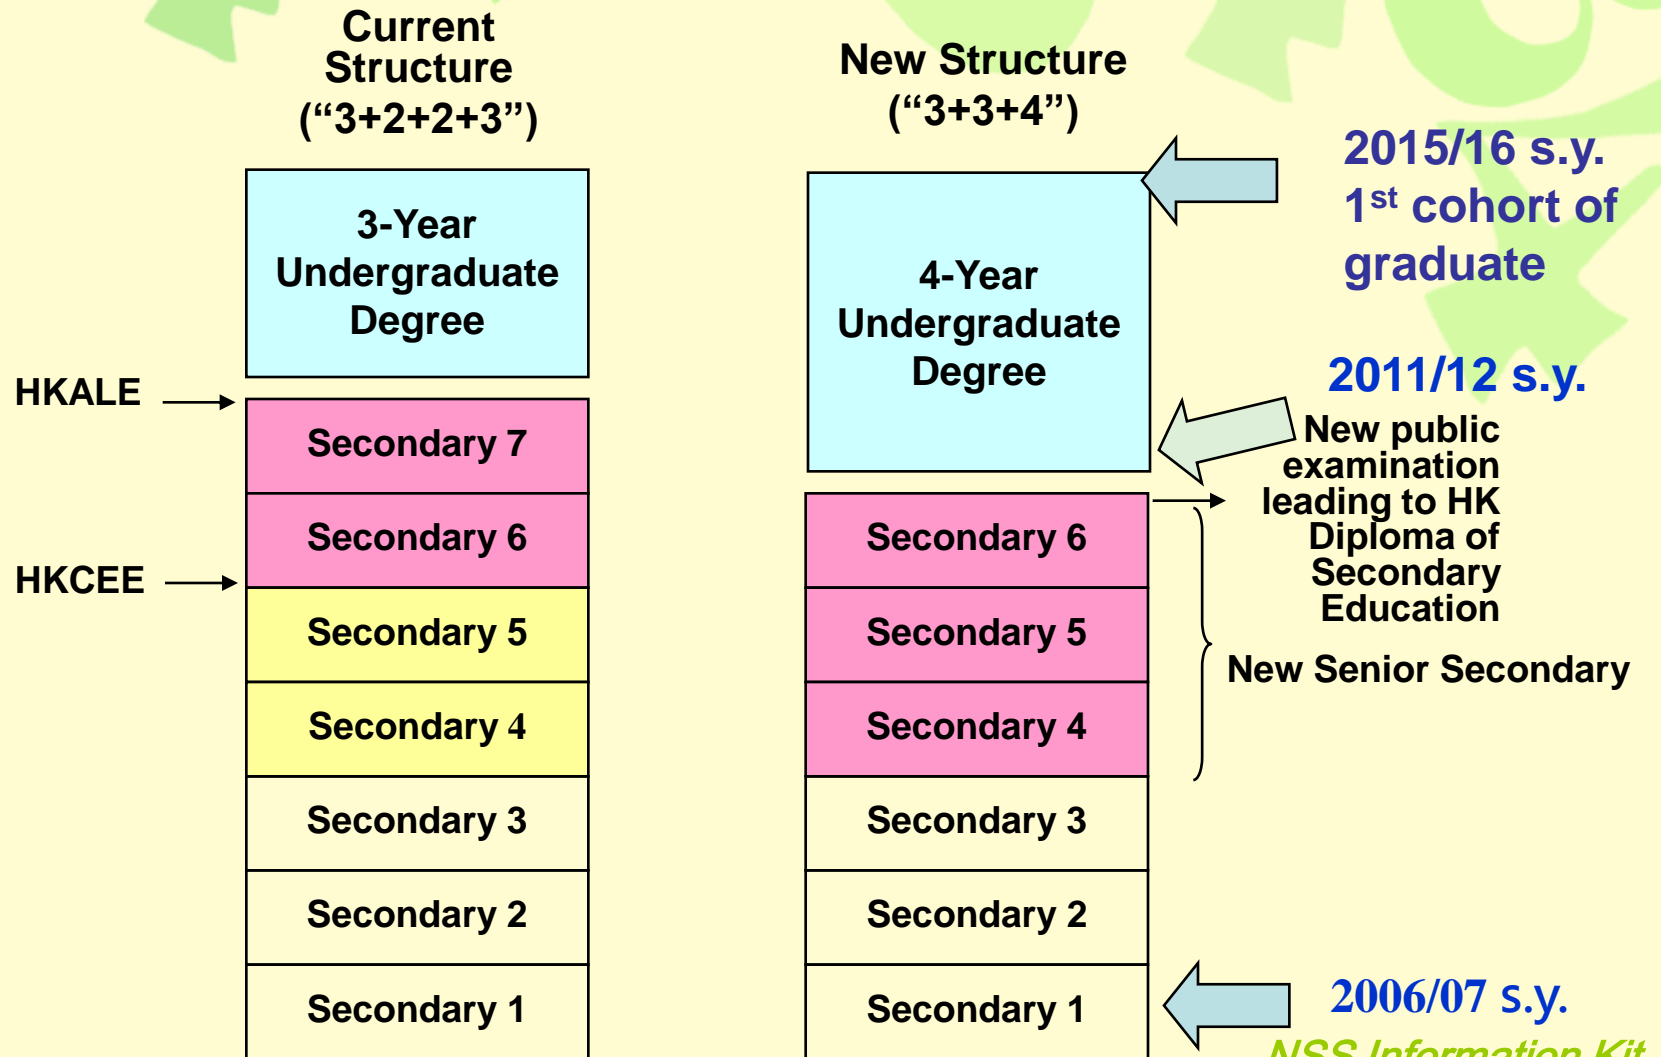 Current
Structure
(“3+2+2+3”)
3-Year
Undergraduate
Degree
HKALE
Secondary 7
Secondary 6
HKCEE
Secondary 5
Secondary 4
Secondary 3
Secondary 2
Secondary 1
New Structure
(“3+3+4”)
4-Year
Undergraduate
Degree
Secondary 6
Secondary 5
Secondary 4
Secondary 3
Secondary 2
Secondary 1
2015/16 s.y.
1st cohort of
graduate
2011/12 s.y.
New public
examination
leading to HK
Diploma of
Secondary
Education
New Senior Secondary
2006/07 s.y.
NSS Information Kit